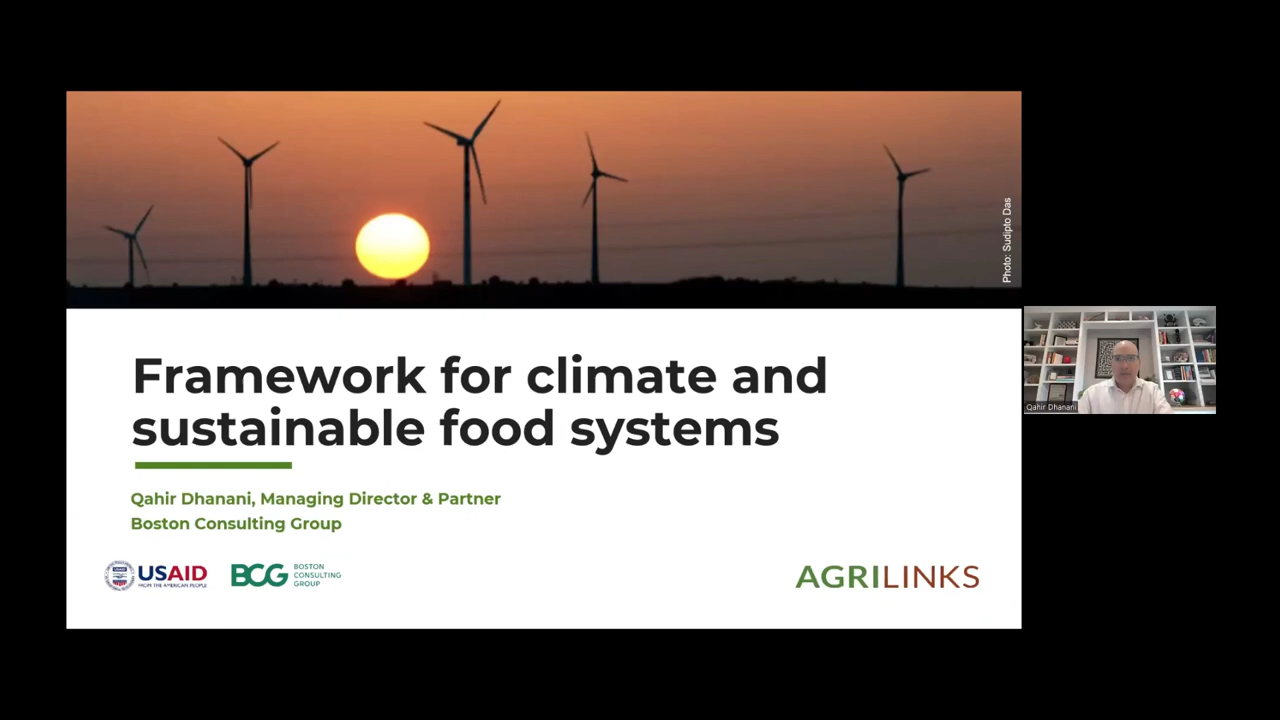 Photo: Sudipto Das
Framework for climate and
sustainable food systems
Qahir Dhanani, Managing Director & Partner
Boston Consulting Group
USAID
FROM THE AMERICAN PEOPLE
BCG
BOSTON
CONSULTING
GROUP
AGRILINKS
Qahir Dhanani